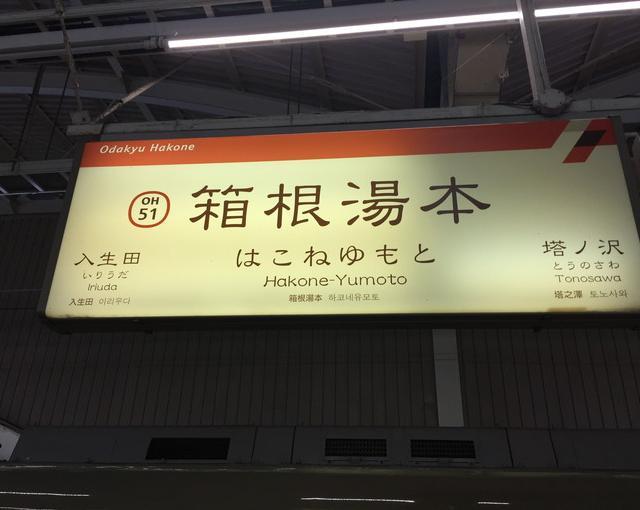 Odakyu Hakone
OH
51
箱根湯本
はこねゆもと
Hakone-Yumoto
箱根湯本 하코네유모토
入生田
いりうだ
Iriuda
入生田 이리우다
塔ノ沢
とうのさわ
Tonosawa
塔之澤 토노사와